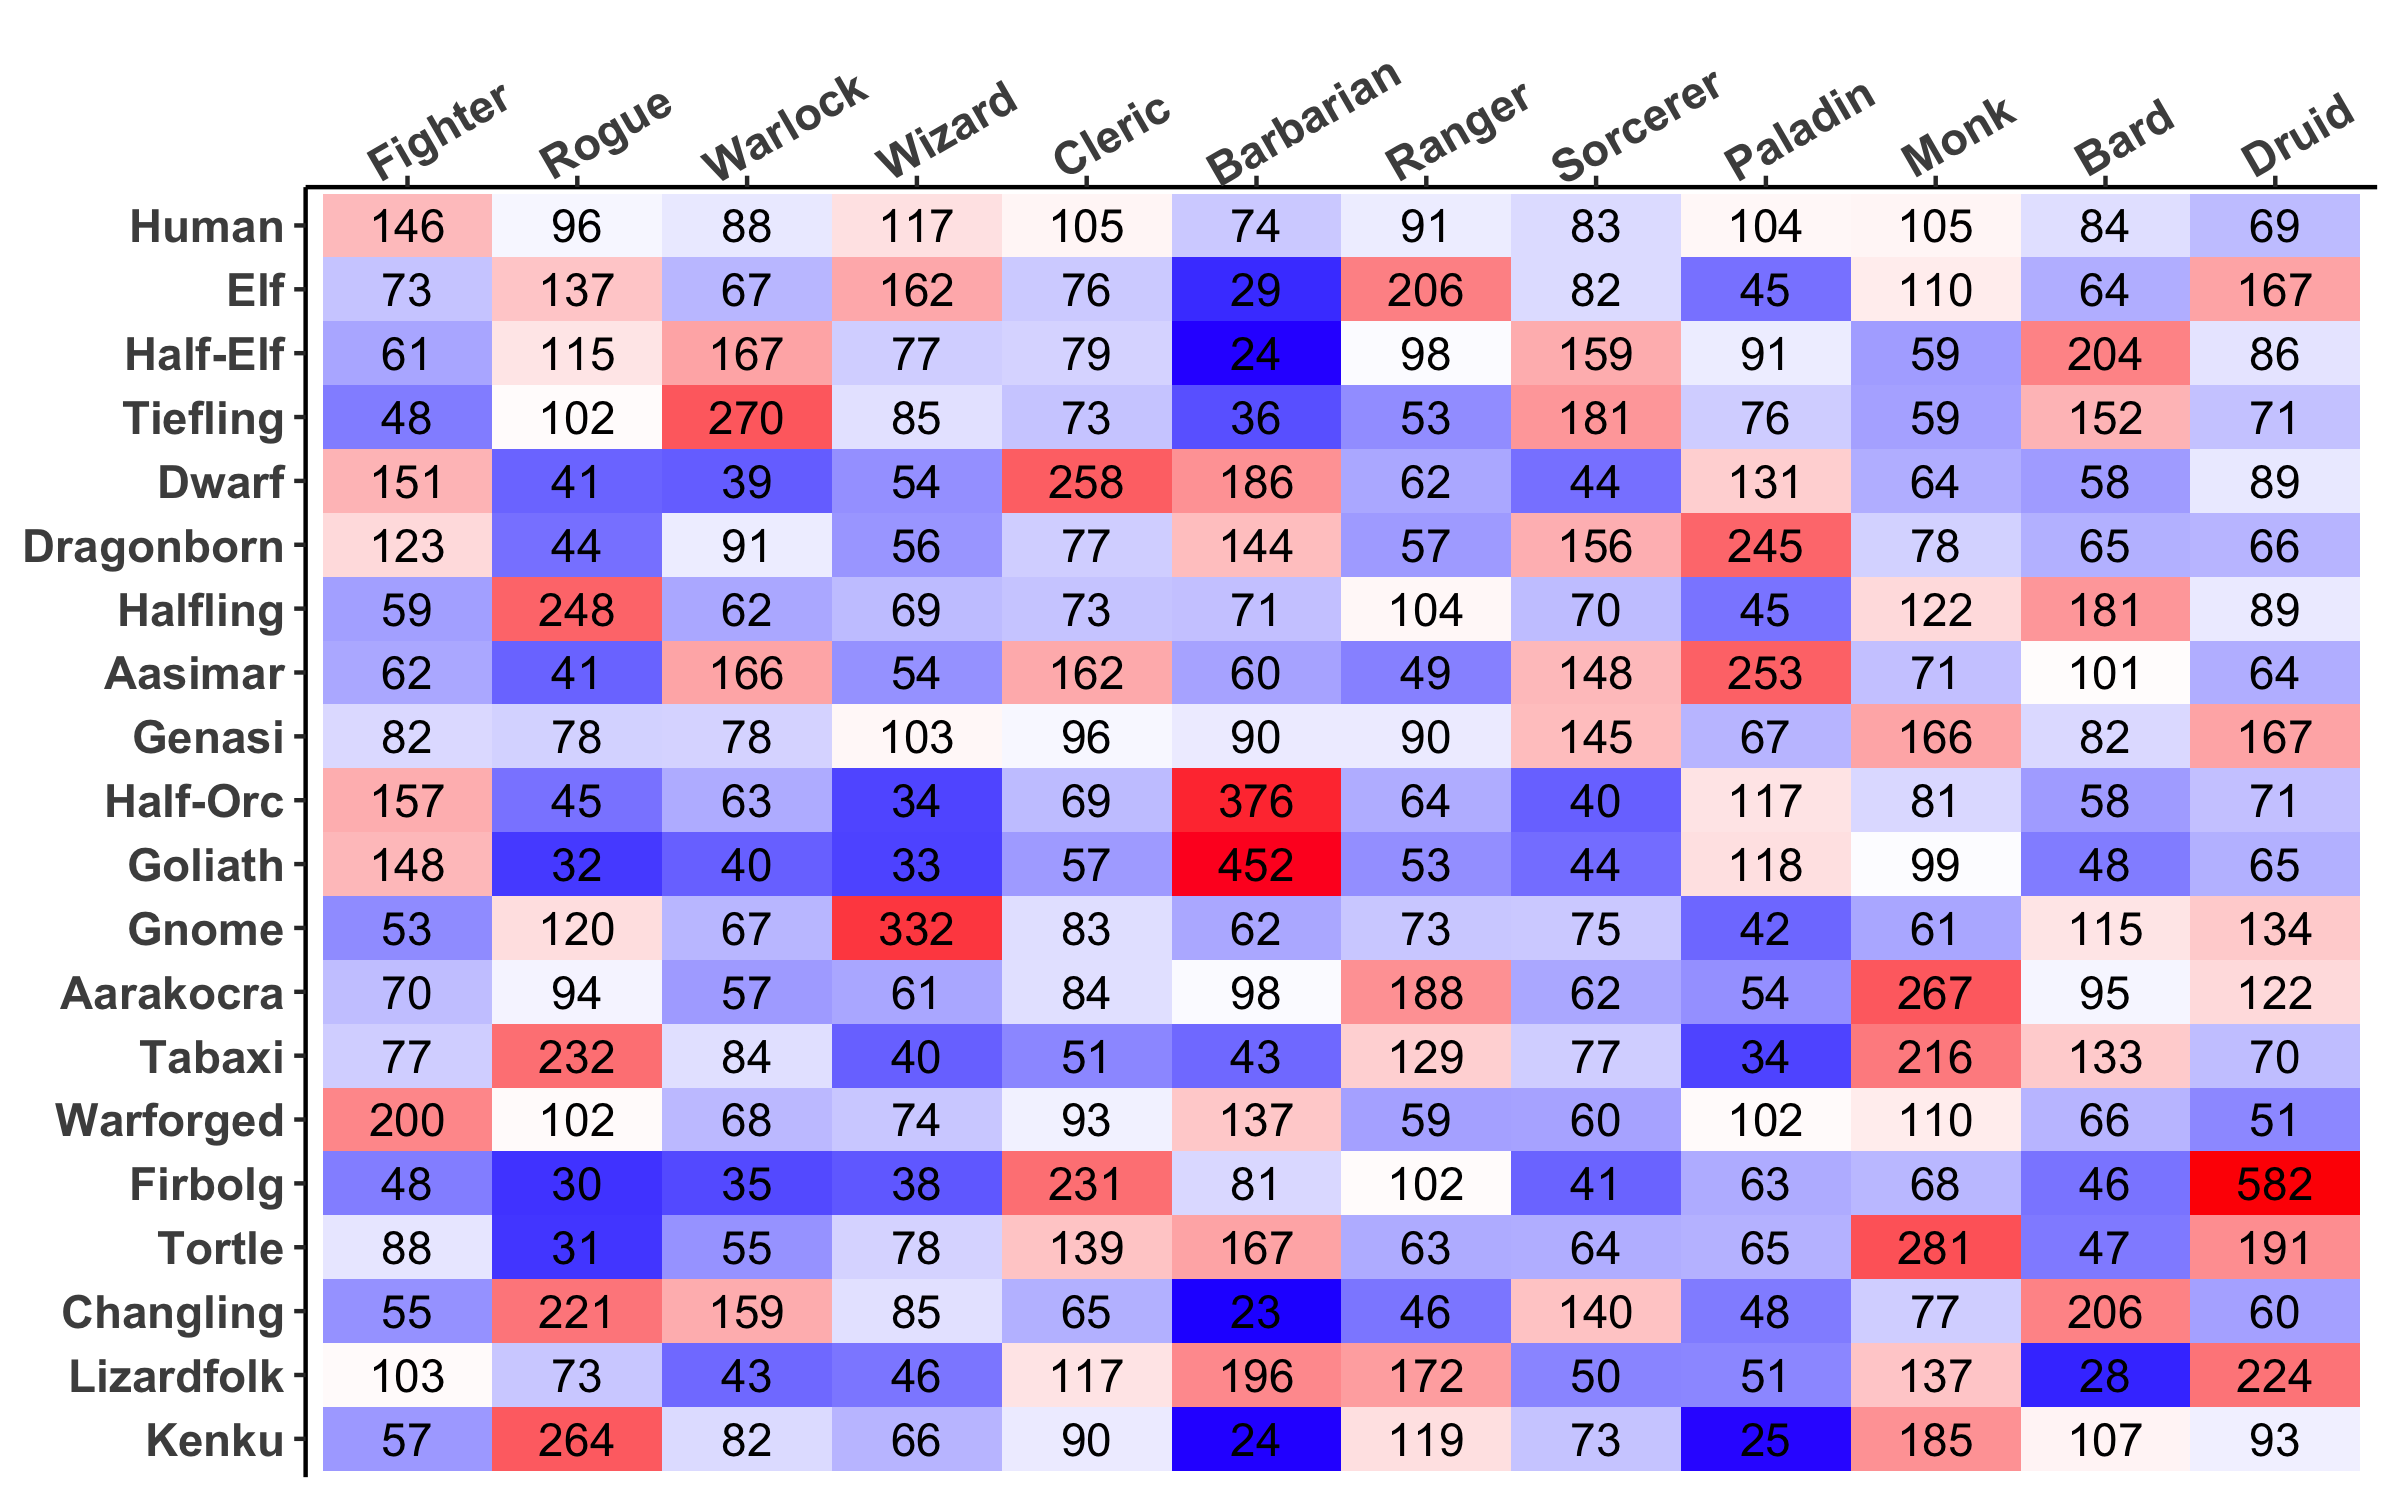 Fighter Rogue Warlock Wizard Cleric Barbarian Ranger Sorcerer Paladin Monk Bard Druid
Human 146 96 88 117 105 74 91 83 104 105 84 69
Elf 73 137 67 162 76 29 206 82 45 110 64 167
Half-Elf 61 115 167 77 79 24 98 159 91 59 204 86
Tiefling 48 102 270 85 73 36 53 181 76 59 152 71
Dwarf 151 41 39 54 258 186 62 44 131 64 58 89
Dragonborn 123 44 91 56 77 144 57 156 245 78 65 66
Halfling 59 248 62 69 73 71 104 70 45 122 181 89
Aasimar 62 41 166 54 162 60 49 148 253 71 101 64
Genasi 82 78 78 103 96 90 90 145 67 166 82 167
Half-Orc 157 45 63 34 69 376 64 40 117 81 58 71
Goliath 148 32 40 33 57 452 53 44 118 99 48 65
Gnome 53 120 67 332 83 62 73 75 42 61 115 134
Aarakocra 70 94 57 61 84 98 188 62 54 267 95 122
Tabaxi 77 232 84 40 51 43 129 77 34 216 133 70
Warforged 200 102 68 74 93 137 59 60 102 110 66 51
Firbolg 48 30 35 38 231 81 102 41 63 68 46 582
Tortle 88 31 55 78 139 167 63 64 65 281 47 191
Changling 55 221 159 85 65 23 46 140 48 77 206 60
Lizardfolk 103 73 43 46 117 196 172 50 51 137 28 224
Kenku 57 264 82 66 90 24 119 73 25 185 107 93